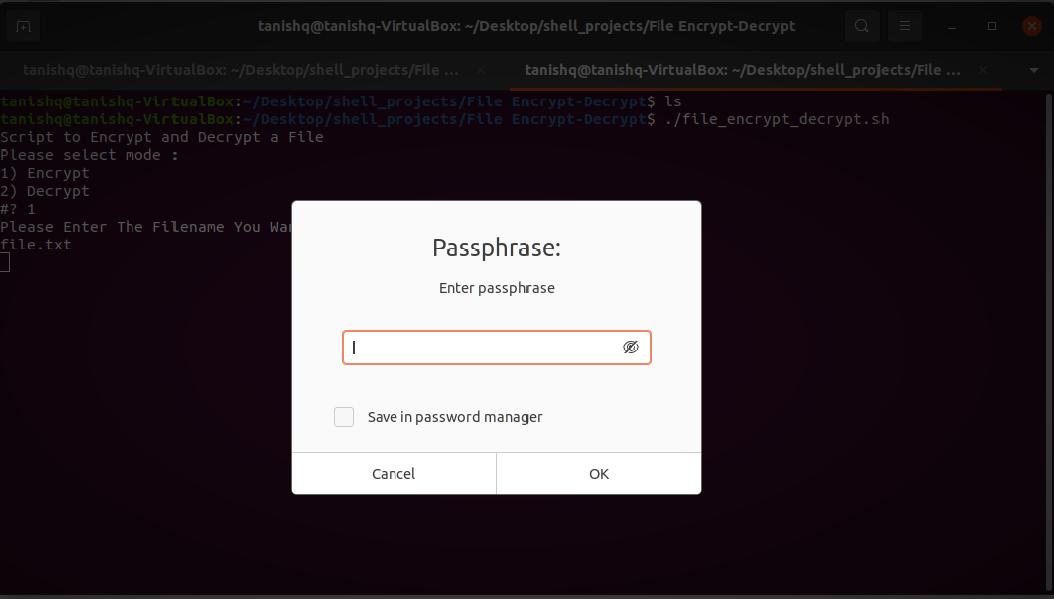 tanishq@tanishq-VirtualBox: ~/Desktop/shell_projects/File Encrypt-Decrypt
tanishq@tanishq-VirtualBox: ~/Desktop/shell_projects/File ...
tanishq@tanishq-VirtualBox: ~/Desktop/shell_projects/File ...
tanishq@tanishq-VirtualBox:~/Desktop/shell_projects/File Encrypt-Decrypt$ ls
tanishq@tanishq-VirtualBox:~/Desktop/shell_projects/File Encrypt-Decrypt$ ./file_encrypt_decrypt.sh
Script to Encrypt and Decrypt a File
Please select mode :
1) Encrypt
2) Decrypt
#? 1
Please Enter The Filename You Wan
file.txt
Passphrase:
Enter passphrase
Save in password manager
Cancel
OK